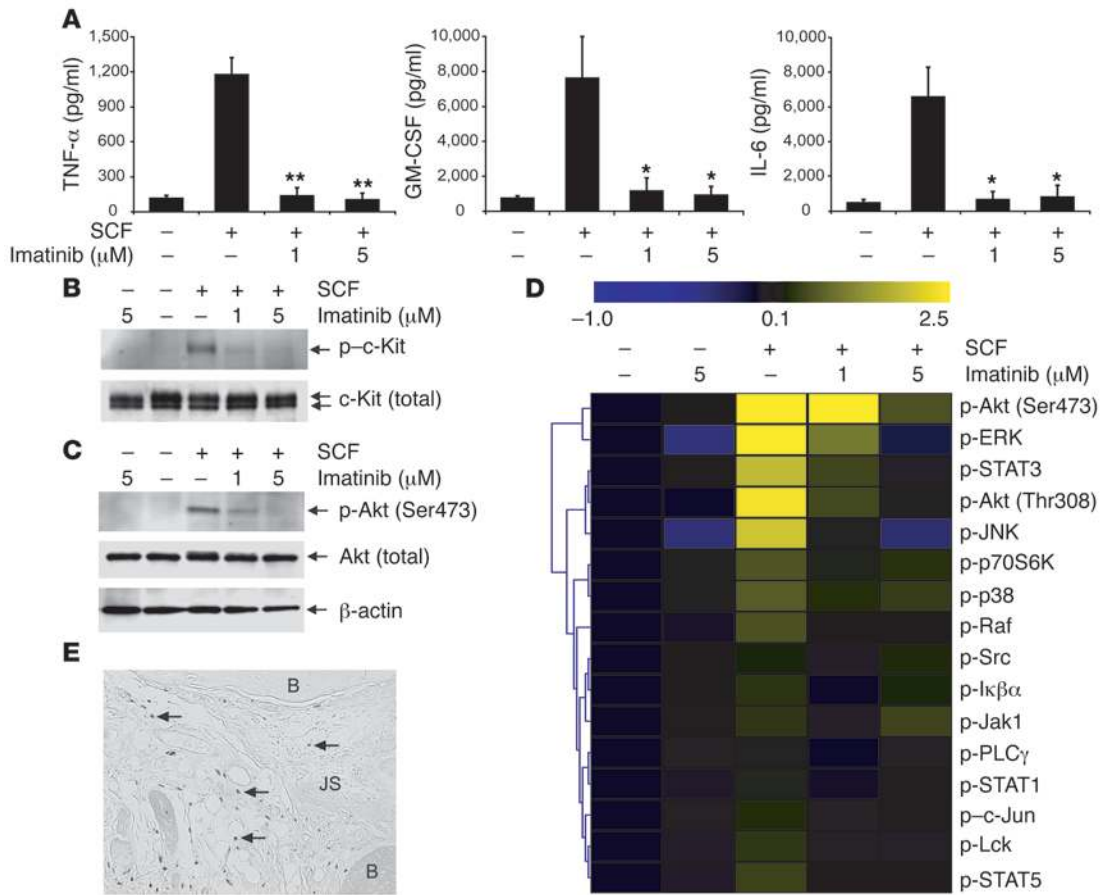 A
TNF-α (pg/ml)
1,500
1,200
900
600
300
0
** **
SCF – + + +
Imatinib (μM) – – 1 5
GM-CSF (pg/ml)
10,000
8,000
6,000
4,000
2,000
0
* *
– + + +
– – 1 5
IL-6 (pg/ml)
10,000
8,000
6,000
4,000
2,000
0
* *
– + + +
– – 1 5
B
– – + + + SCF
5 – – 1 5 Imatinib (μM)
p–c-Kit
c-Kit (total)
C
– – + + + SCF
5 – – 1 5 Imatinib (μM)
p-Akt (Ser473)
Akt (total)
β-actin
D
–1.0 0.1 2.5
– – + + + SCF
– 5 – 1 5 Imatinib (μM)
p-Akt (Ser473)
p-ERK
p-STAT3
p-Akt (Thr308)
p-JNK
p-p70S6K
p-p38
p-Raf
p-Src
p-Iκβα
p-Jak1
p-PLCγ
p-STAT1
p–c-Jun
p-Lck
p-STAT5
E
B
JS
B